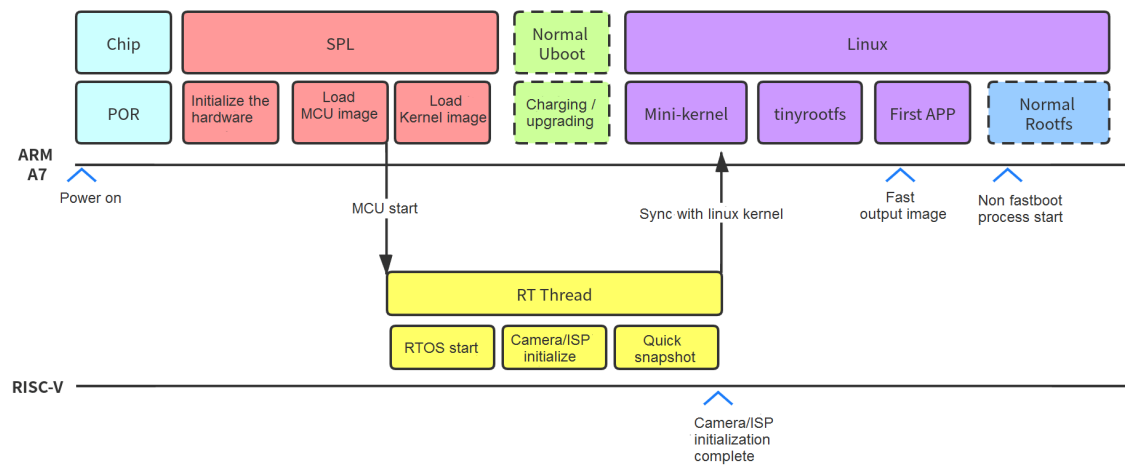 Chip
SPL
Normal
Uboot
Linux
POR
Initialize the
hardware
Load
MCU image
Load
Kernel image
Charging /
upgrading
Mini-kernel
tinyrootfs
First APP
Normal
Rootfs
ARM
A7
Power on
MCU start
Sync with linux kernel
Fast
output image
Non fastboot
process start
RT Thread
RTOS start
Camera/ISP
initialize
Quick
snapshot
RISC-V
Camera/ISP
initialization
complete